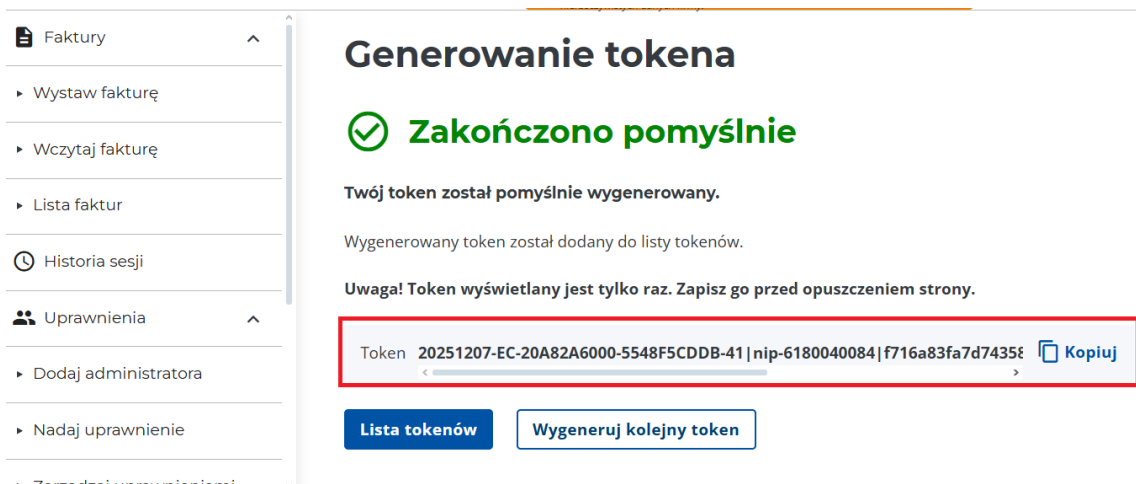 Faktury
Wystaw fakturę
Wczytaj fakturę
Lista faktur
Historia sesji
Uprawnienia
Dodaj administratora
Nadaj uprawnienie
Generowanie tokena
Zakończono pomyślnie
Twój token został pomyślnie wygenerowany.
Wygenerowany token został dodany do listy tokenów.
Uwaga! Token wyświetlany jest tylko raz. Zapisz go przed opuszczeniem strony.
Token 20251207-EC-20A82A6000-5548F5CDDB-41|nip-6180040084|f716a83fa7d74358 Kopiuj
Lista tokenów Wygeneruj kolejny token